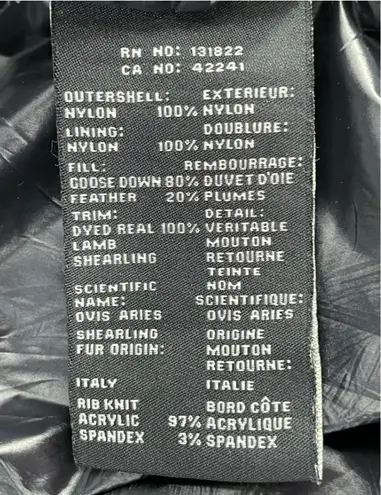 RN NO: 131822
CA NO: 42241
OUTERSHELL: EXTERIEUR:
NYLON 100% NYLON
LINING: DOUBLURE:
NYLON 100% NYLON
FILL: REMBOURRAGE:
GOOSE DOWN 80% DUVET D'OIE
FEATHER 20% PLUMES
TRIM: DETAIL:
DYED REAL 100% VERITABLE
LAMB MOUTON
SHEARLING RETOURNE
TEINTE
SCIENTIFIC NOM
NAME: SCIENTIFIQUE:
OVIS ARIES OVIS ARIES
SHEARLING ORIGINE
FUR ORIGIN: MOUTON
RETOURNE:
ITALY ITALIE
RIB KNIT BORD CÔTE
ACRYLIC 97% ACRYLIQUE
SPANDEX 3% SPANDEX